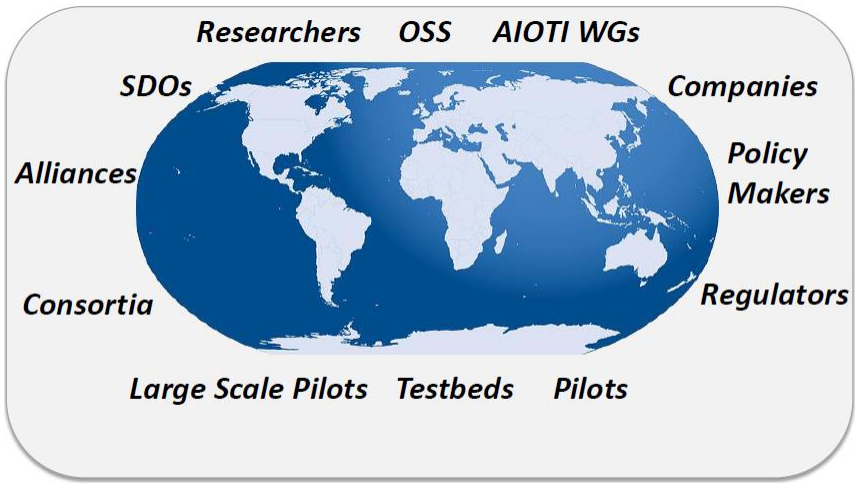 Researchers OSS AIOTI WGs
SDOs Companies
Alliances Policy
Makers
Consortia Regulators
Large Scale Pilots Testbeds Pilots